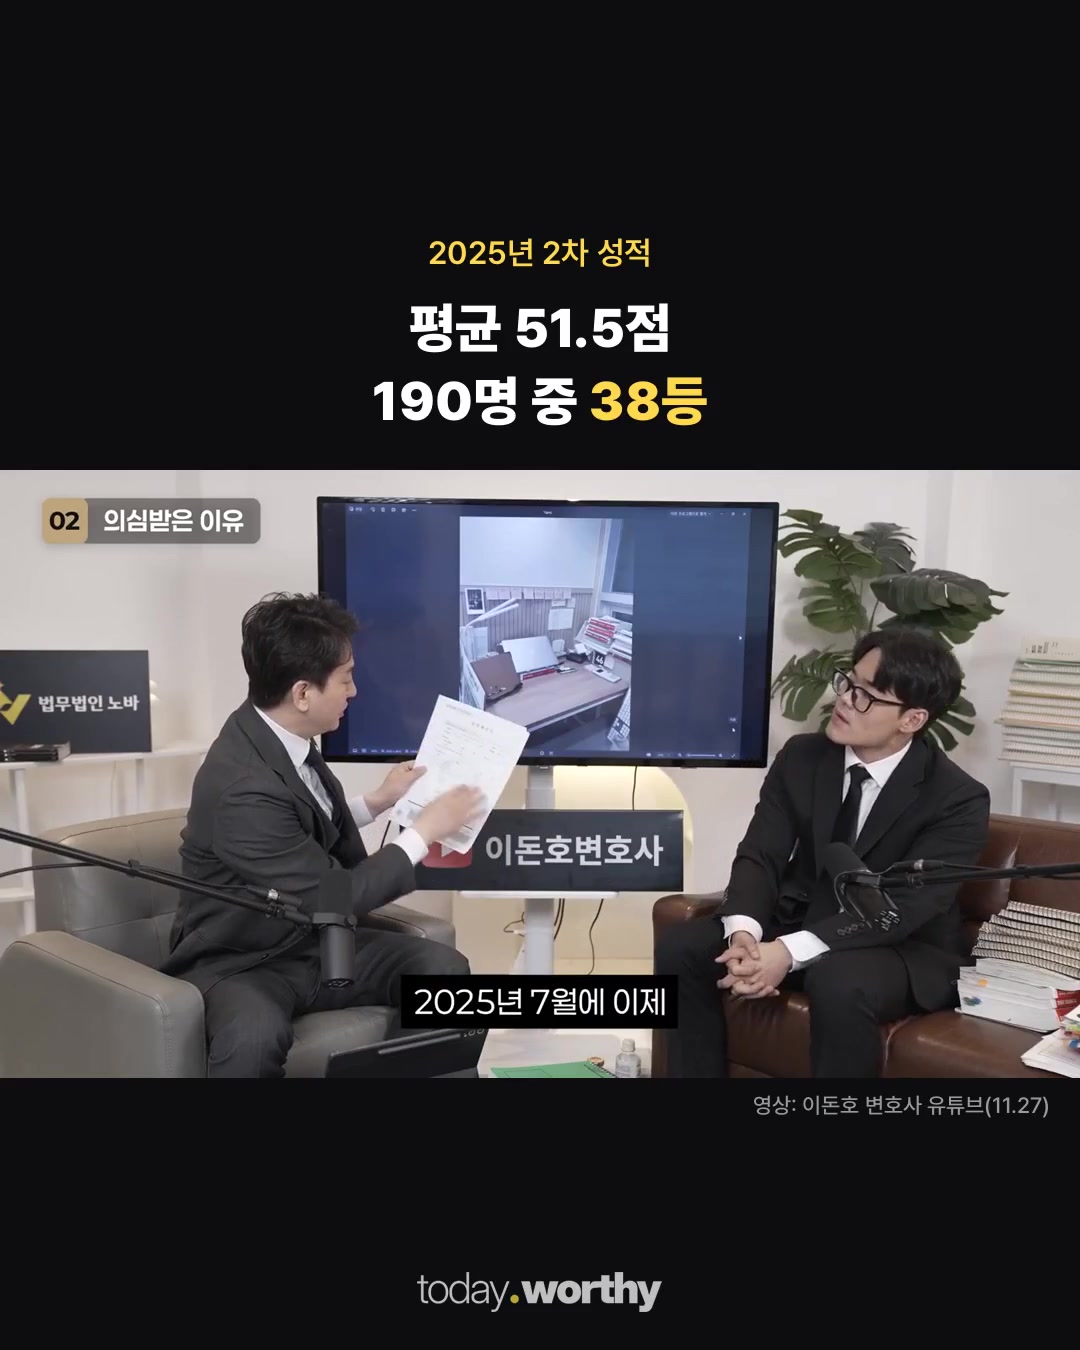 2025년 2차 성적
평균 51.5점
190명 중 38등
02 의심받은 이유
법무법인 노바
이돈호변호사
2025년 7월에 이제
영상: 이돈호 변호사 유튜브(11.27)
today.worthy